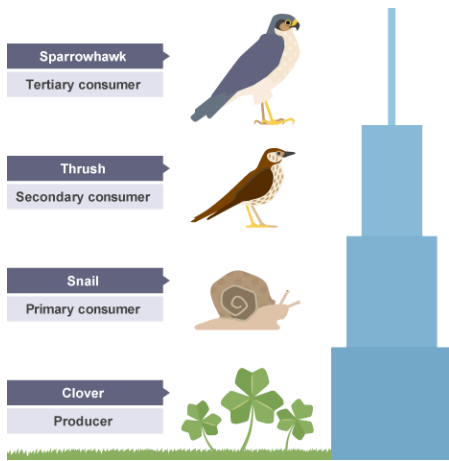 Sparrowhawk
Tertiary consumer
Thrush
Secondary consumer
Snail
Primary consumer
Clover
Producer